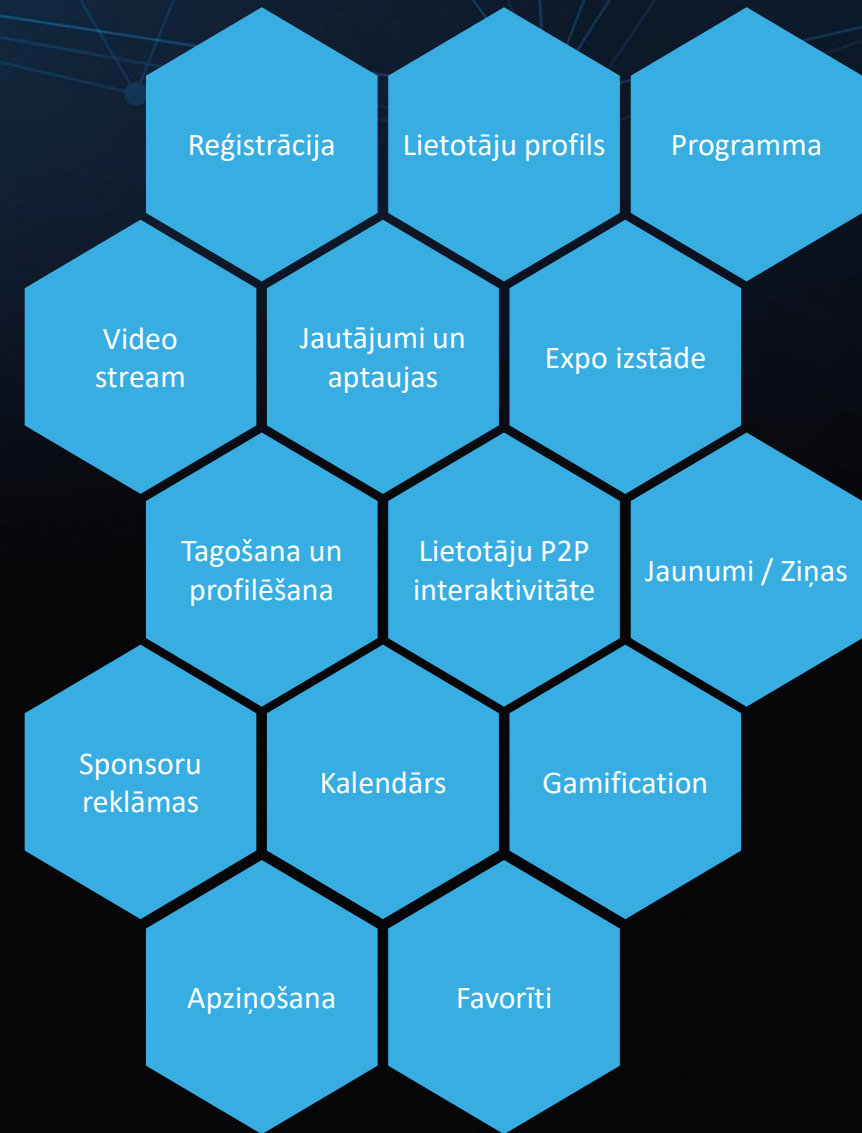 Reģistrācija
Lietotāju profils
Programma
Video
stream
Jautājumi un
aptaujas
Expo izstāde
Tagošana un
profilēšana
Lietotāju P2P
interaktivitāte
Jaunumi / Ziņas
Sponsoru
reklāmas
Kalendārs
Gamification
Apziņošana
Favorīti